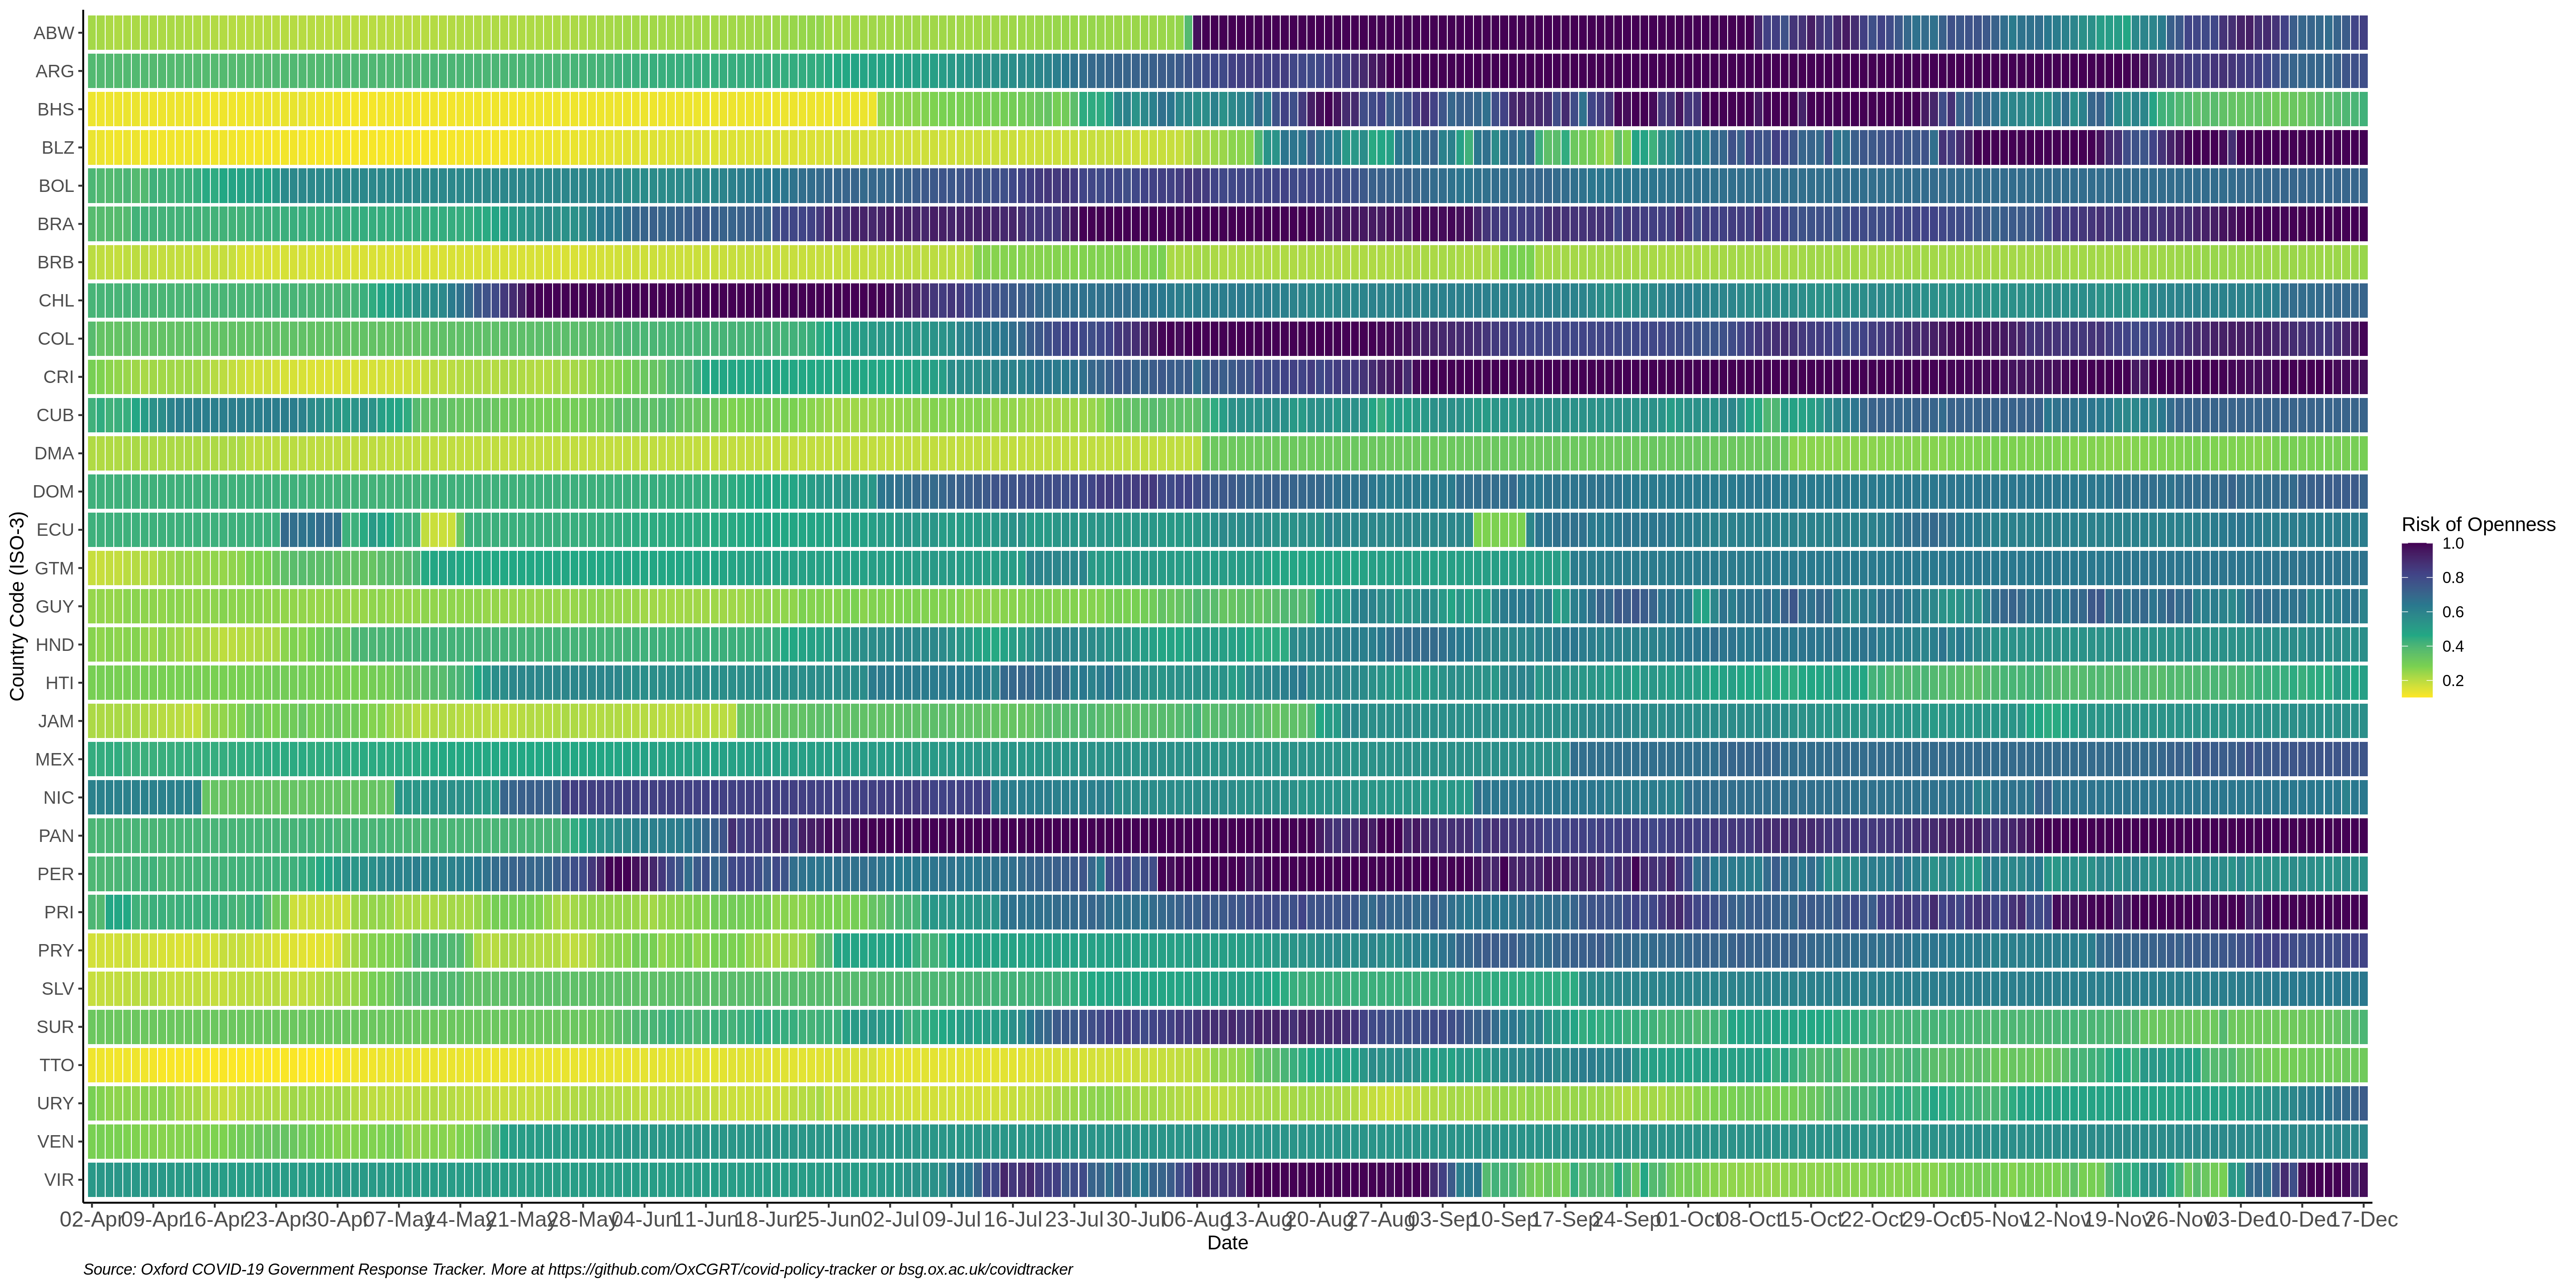 ABW
ARG
BHS
BLZ
BOL
BRA
BRB
CHL
COL
CRI
CUB
DMA
DOM
ECU
GTM
GUY
HND
HTI
JAM
MEX
NIC
PAN
PER
PRI
PRY
SLV
SUR
TTO
URY
VEN
VIR
Country Code (ISO-3)
Risk of Openness
1.0
0.8
0.6
0.4
0.2
02-Apr 09-Apr 16-Apr 23-Apr 30-Apr 07-May 14-May 21-May 28-May 04-Jun 11-Jun 18-Jun 25-Jun 02-Jul 09-Jul 16-Jul 23-Jul 30-Jul 06-Aug 13-Aug 20-Aug 27-Aug 03-Sep 10-Sep 17-Sep 24-Sep 01-Oct 08-Oct 15-Oct 22-Oct 29-Oct 05-Nov 12-Nov 19-Nov 26-Nov 03-Dec 10-Dec 17-Dec
Date
Source: Oxford COVID-19 Government Response Tracker. More at https://github.com/OxCGRT/covid-policy-tracker or bsg.ox.ac.uk/covidtracker